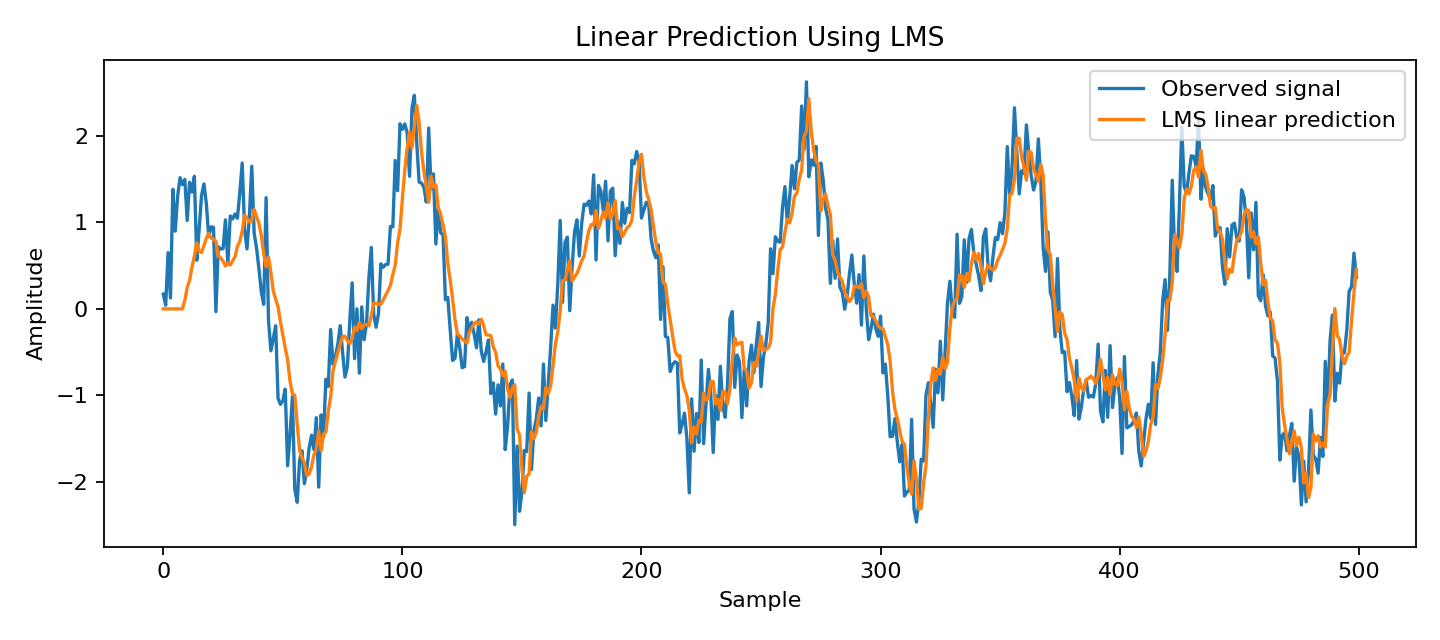 Linear Prediction Using LMS
Observed signal
LMS linear prediction
2
1
0
−1
−2
Amplitude
0 100 200 300 400 500
Sample